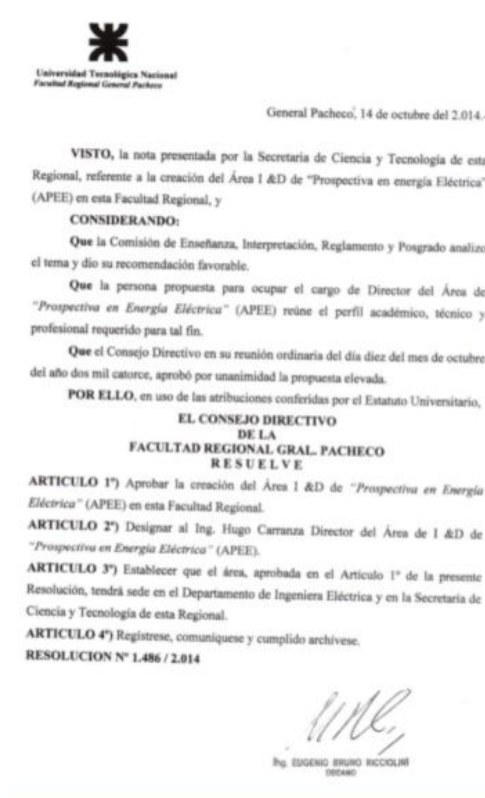 Universidad Tecnológica Nacional
Facultad Regional General Pacheco
General Pacheco, 14 de octubre del 2.014.-
VISTO, la nota presentada por la Secretaria de Ciencia y Tecnología de esta
Regional, referente a la creación del Área I &D de "Prospectiva en energía Eléctrica"
(APEE) en esta Facultad Regional, y
CONSIDERANDO:
Que la Comisión de Enseñanza, Interpretación, Reglamento y Posgrado analizo
el tema y dio su recomendación favorable.
Que la persona propuesta para ocupar el cargo de Director del Área de
"Prospectiva en Energía Eléctrica" (APEE) reúne el perfil académico, técnico y
profesional requerido para tal fin.
Que el Consejo Directivo en su reunión ordinaria del día diez del mes de octubre
del año dos mil catorce, aprobó por unanimidad la propuesta elevada.
POR ELLO, en uso de las atribuciones conferidas por el Estatuto Universitario,
EL CONSEJO DIRECTIVO
DE LA
FACULTAD REGIONAL GRAL. PACHECO
R E S U E L V E
ARTICULO 1º) Aprobar la creación del Área I &D de "Prospectiva en Energía
Eléctrica" (APEE) en esta Facultad Regional.
ARTICULO 2º) Designar al Ing. Hugo Carranza Director del Área de I &D de
"Prospectiva en Energía Eléctrica" (APEE).
ARTICULO 3º) Establecer que el área, aprobada en el Artículo 1º de la presente
Resolución, tendrá sede en el Departamento de Ingeniera Eléctrica y en la Secretaría de
Ciencia y Tecnología de esta Regional.
ARTICULO 4º) Regístrese, comuníquese y cumplido archívese.
RESOLUCION Nº 1.486 / 2.014
Ing. EUGENIO BRUNO RICCIOLINI
DECANO